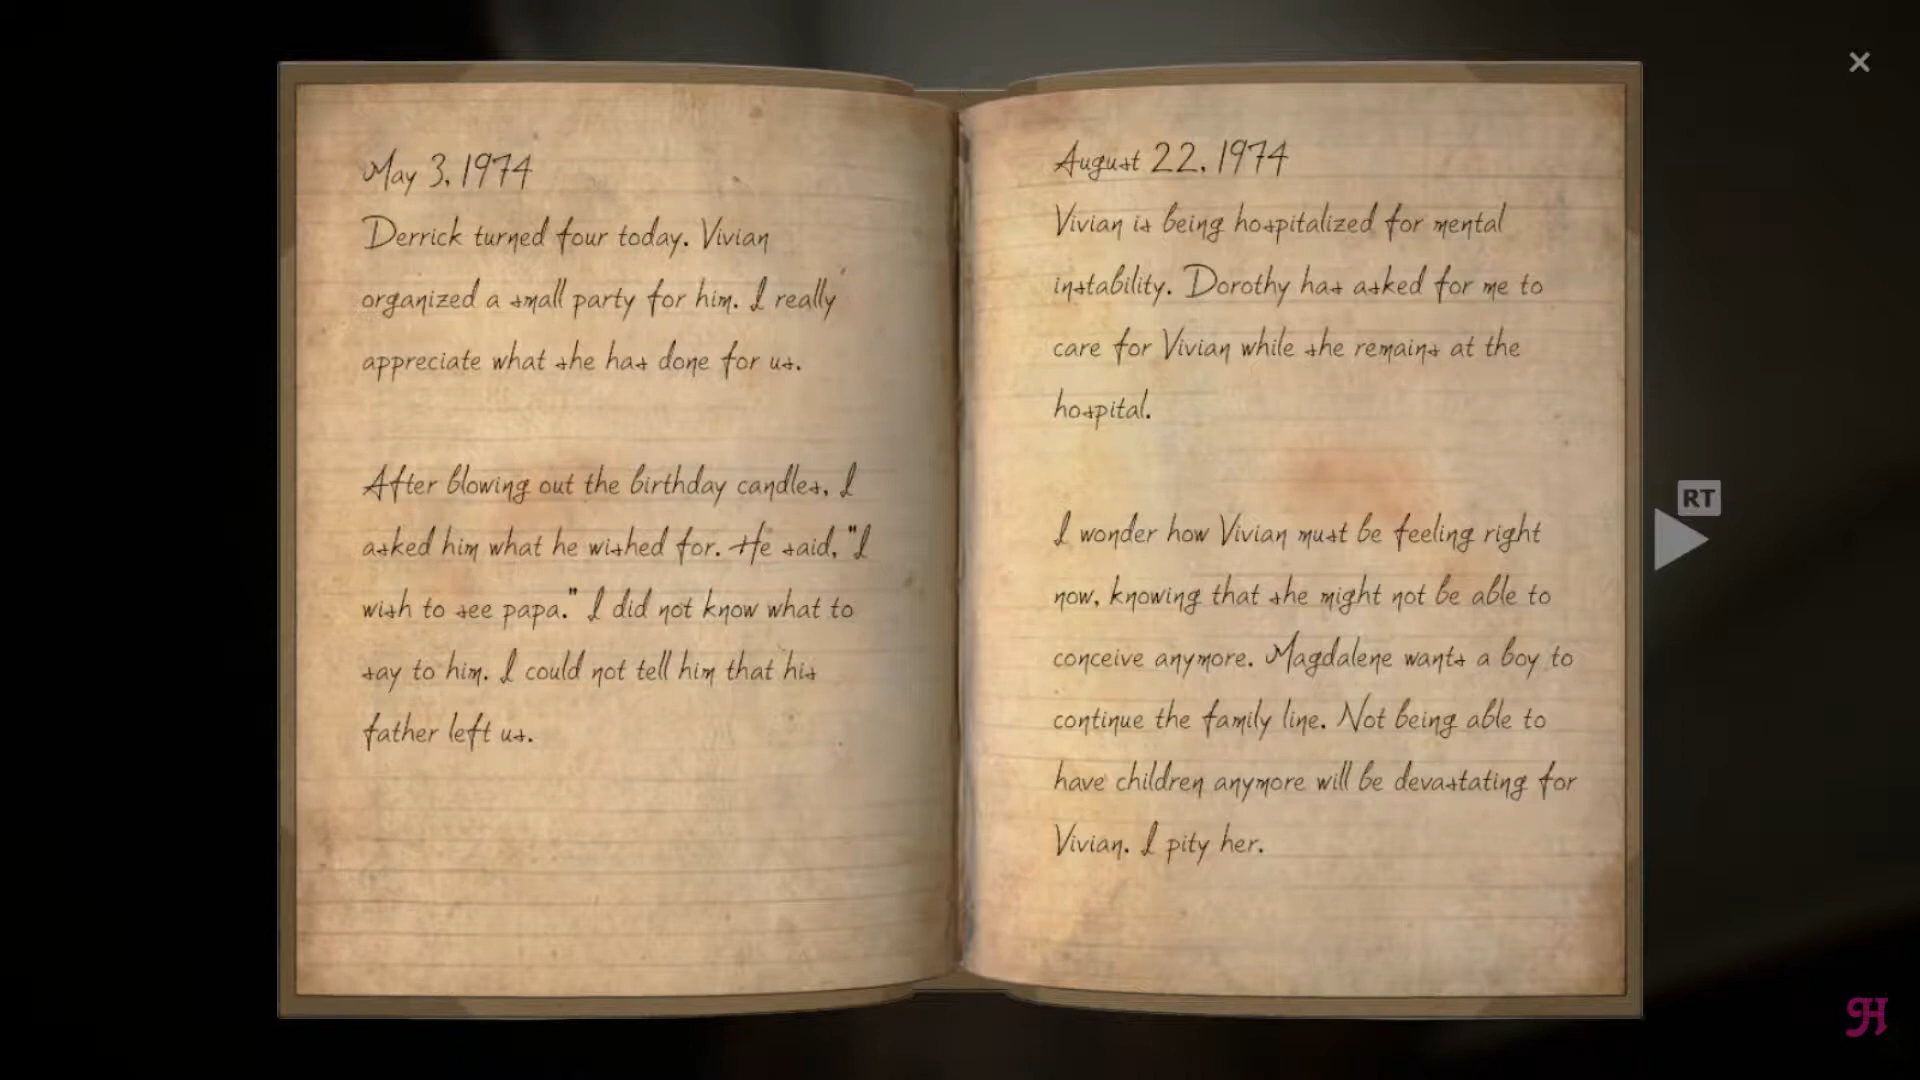 May 3, 1974
Derrick turned four today. Vivian
organized a small party for him. I really
appreciate what she has done for us.
After blowing out the birthday candles, I
asked him what he wished for. He said, "I
wish to see papa." I did not know what to
say to him. I could not tell him that his
father left us.
August 22, 1974
Vivian is being hospitalized for mental
instability. Dorothy has asked for me to
care for Vivian while she remains at the
hospital.
I wonder how Vivian must be feeling right
now, knowing that she might not be able to
conceive anymore. Magdalene wants a boy to
continue the family line. Not being able to
have children anymore will be devastating for
Vivian. I pity her.
RT
H